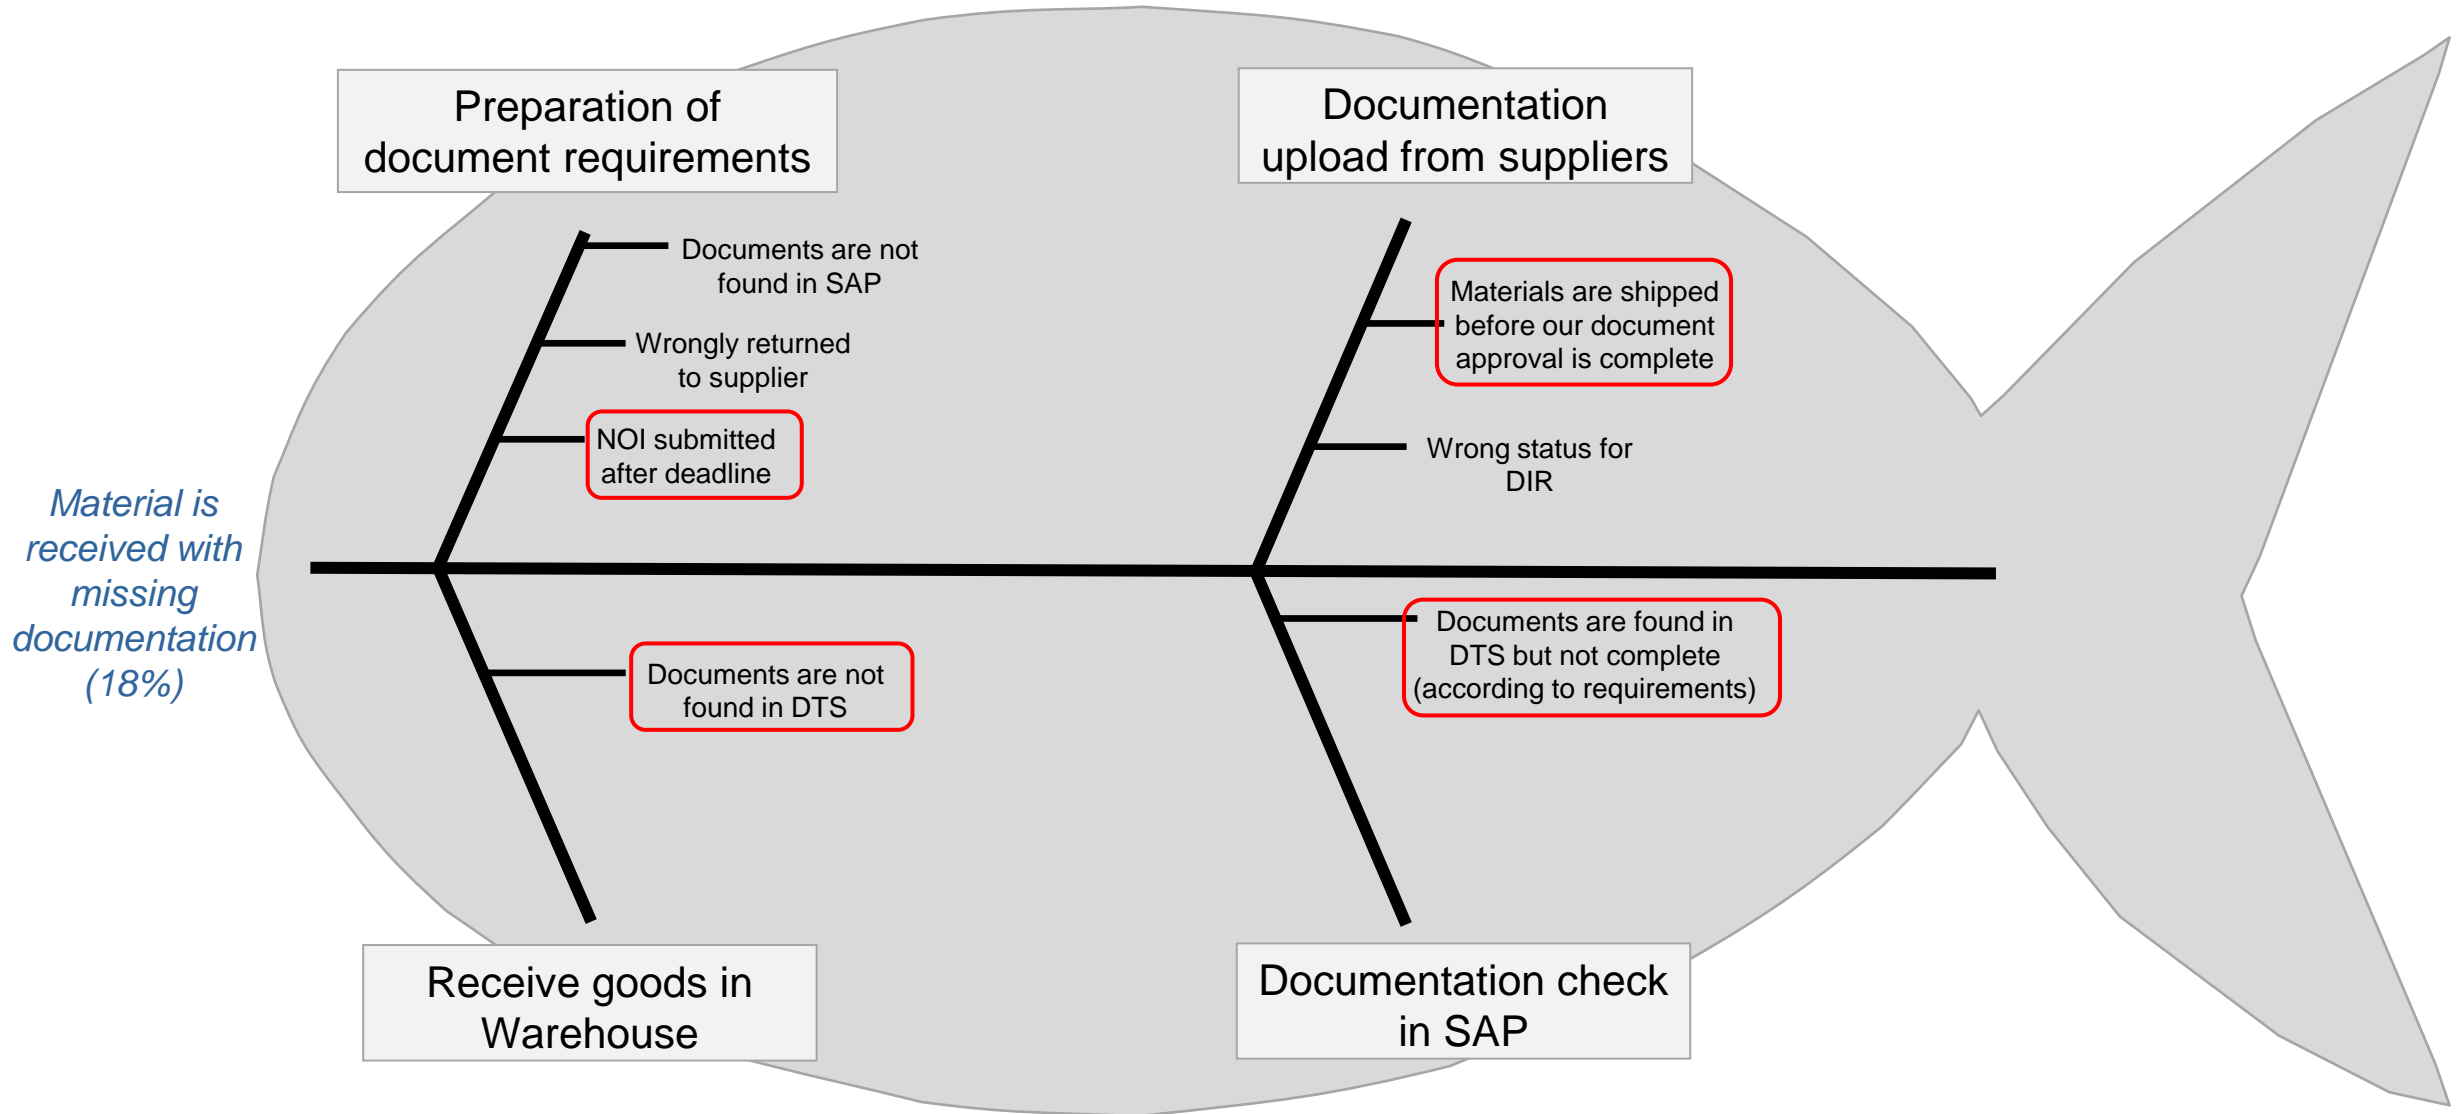 Preparation of
document requirements
Documentation
upload from suppliers
Documents are not
found in SAP
Wrongly returned
to supplier
NOI submitted
after deadline
Materials are shipped
before our document
approval is complete
Wrong status for
DIR
Material is
received with
missing
documentation
(18%)
Documents are not
found in DTS
Documents are found in
DTS but not complete
(according to requirements)
Receive goods in
Warehouse
Documentation check
in SAP